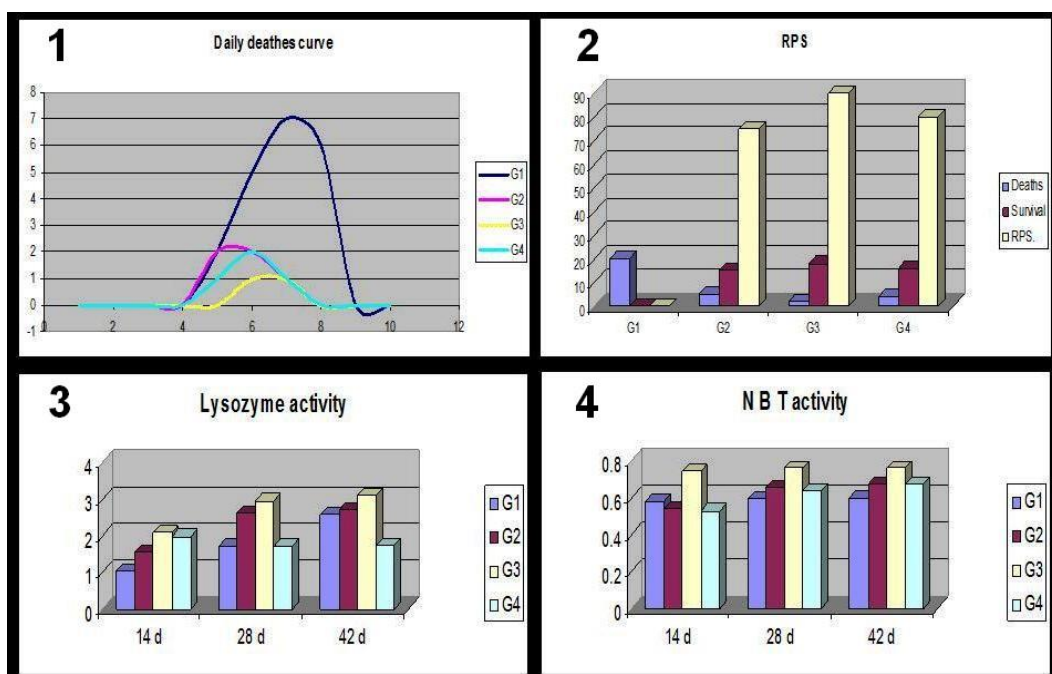 1
Daily deathes curve
8
7
6
5
4
3
2
1
0
-1
0
2
4
6
8
10
12
G1
G2
G3
G4
2
RPS
90
80
70
60
50
40
30
20
10
0
G1
G2
G3
G4
Deaths
Survival
RPS.
3
Lysozyme activity
4
3
2
1
0
14 d
28 d
42 d
G1
G2
G3
G4
4
N B T activity
0.8
0.6
0.4
0.2
0
14 d
28 d
42 d
G1
G2
G3
G4